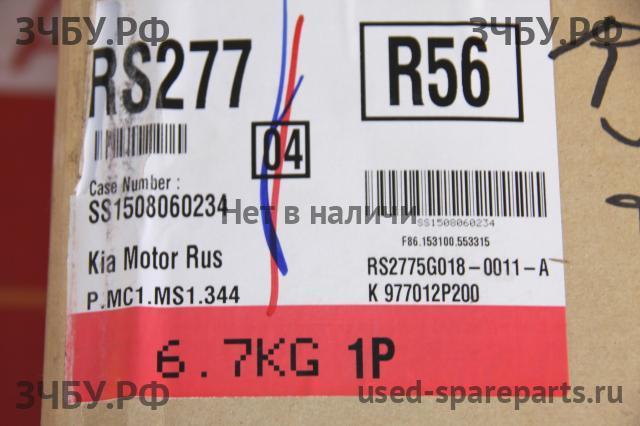 ЗЧБУ.РФ ЗЧБУ.РФ
RS277 R56
04
Case Number :
SS1508060234
Нет в наличии
SS1508060234
F86.153100.553315
Kia Motor Rus RS2775G018-0011-A
P.MC1.MS1.344 K 977012P200
6.7KG 1P
ЗЧБУ.РФ used-spareparts.ru